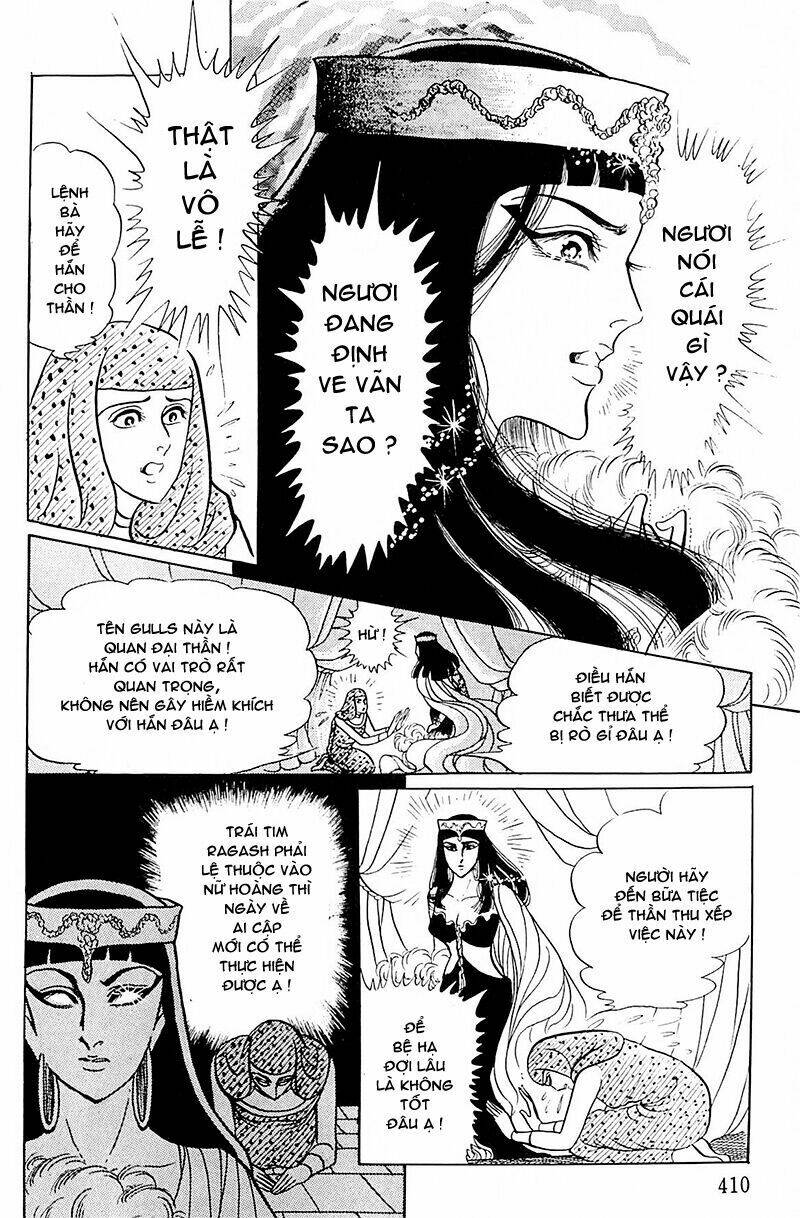 NGƯƠI
NÓI
CÁI
QUÁI
GÌ
VẬY ?
NGƯƠI
ĐANG
ĐỊNH
VE VÃN
TA
SAO ?
THẬT
LÀ
VÔ
LỄ !
LỆNH
BÀ
HÃY
ĐỂ
HẮN
CHO
THẦN !
TÊN GULLS NÀY LÀ
QUAN ĐẠI THẦN !
HẮN CÓ VAI TRÒ RẤT
QUAN TRỌNG,
KHÔNG NÊN GÂY HIỀM KHÍCH
VỚI HẮN ĐÂU Ạ !
HỪ !
ĐIỀU HẮN
BIẾT ĐƯỢC
CHẮC THƯA THỂ
BỊ RÒ GỈ ĐÂU Ạ !
TRÁI TIM
RAGASH PHẢI
LỆ THUỘC VÀO
NỮ HOÀNG THÌ
NGÀY VỀ
AI CẬP
MỚI CÓ THỂ
THỰC HIỆN
ĐƯỢC Ạ !
NGƯỜI HÃY
ĐẾN BỮA TIỆC
ĐỂ THẦN THU XẾP
VIỆC NÀY !
ĐỂ
BỆ HẠ
ĐỢI LÂU
LÀ KHÔNG
TỐT
ĐÂU Ạ !
410